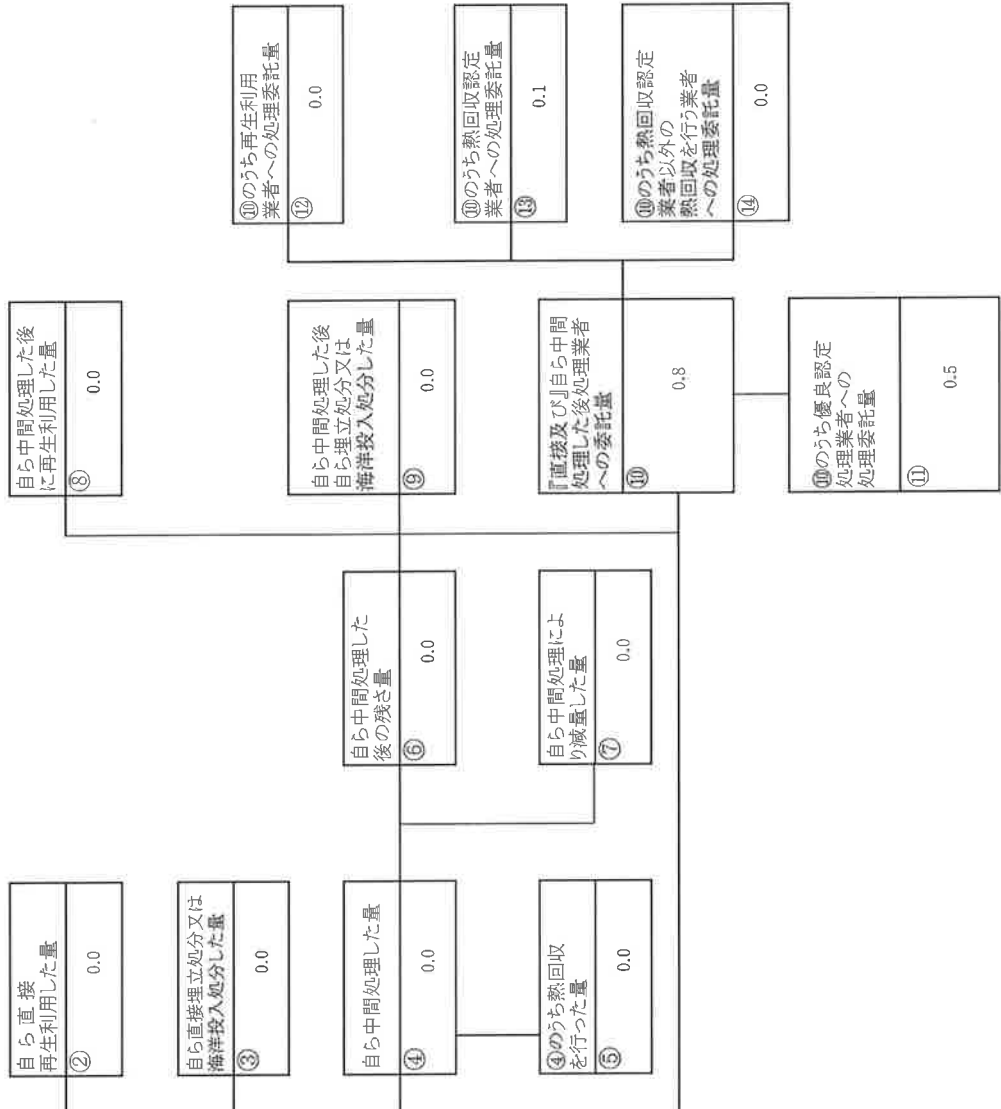 自ら直接
再生利用した量
②
0.0
自ら直接埋立処分又は
海洋投入処分した量
③
0.0
自ら中間処理した量
④
0.0
④のうち熱回収
を行った量
⑤
0.0
自ら中間処理した
後の残さ量
⑥
0.0
自ら中間処理によ
り減量した量
⑦
0.0
自ら中間処理した後
に再生利用した量
⑧
0.0
自ら中間処理した後
自ら埋立処分又は
海洋投入処分した量
⑨
0.0
『直接及び』自ら中間
処理した後処理業者
への委託量
⑩
0.8
⑩のうち優良認定
処理業者への
処理委託量
⑪
0.5
⑩のうち再生利用
業者への処理委託量
⑫
0.0
⑩のうち熱回収認定
業者への処理委託量
⑬
0.1
⑩のうち熱回収認定
業者以外の
熱回収を行う業者
への処理委託量
⑭
0.0